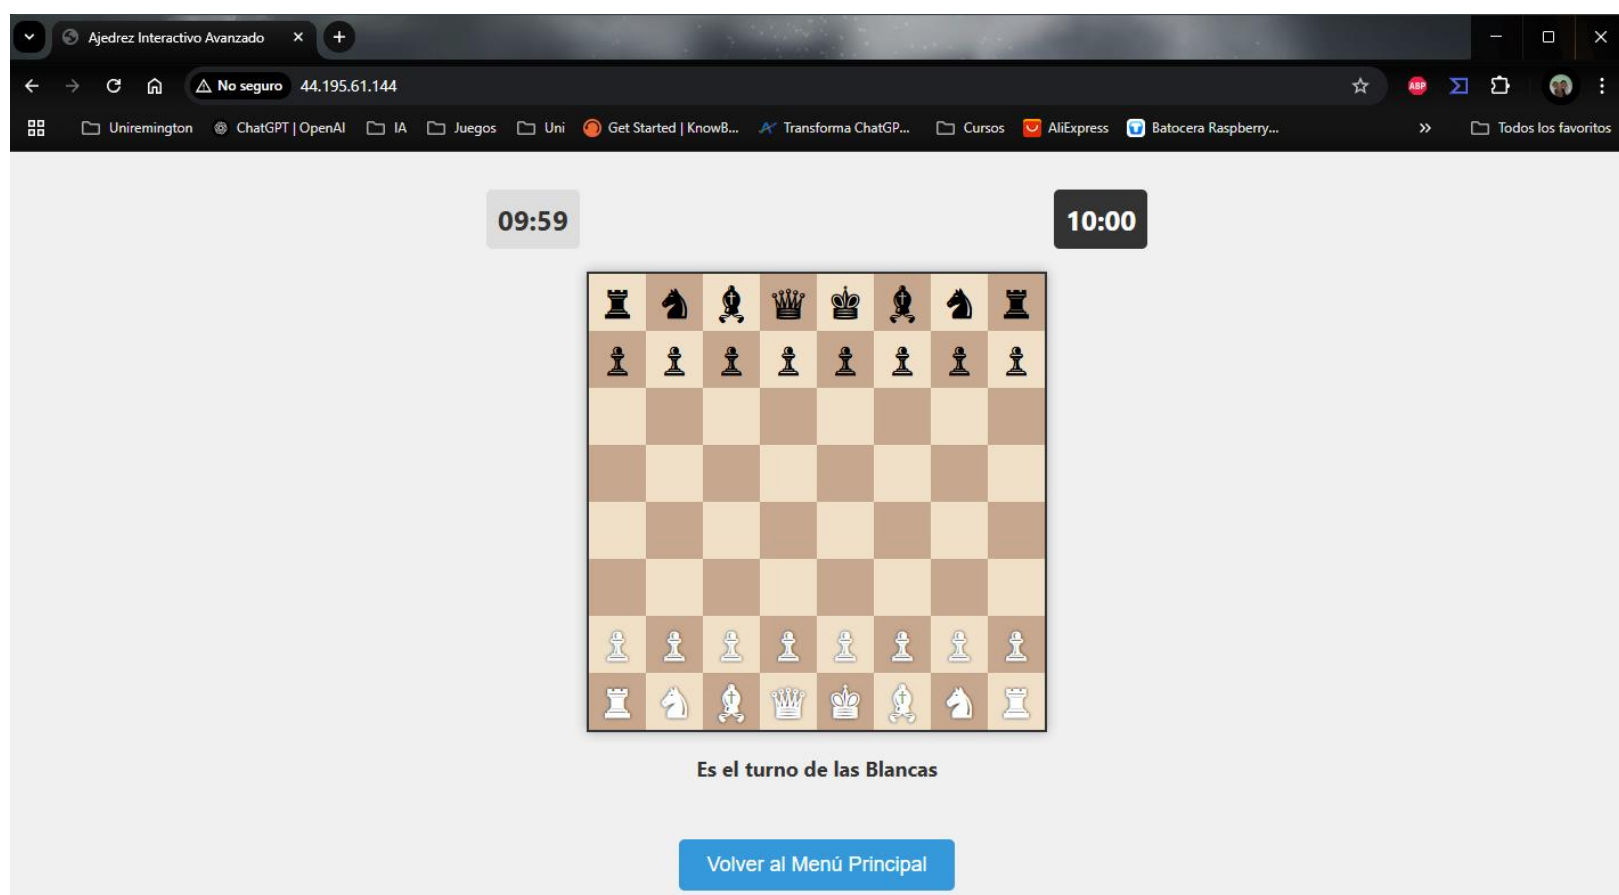 Ajedrez Interactivo Avanzado
No seguro 44.195.61.144
Uniremington ChatGPT | OpenAI IA Juegos Uni Get Started | KnowB... Transforma ChatGP... Cursos AliExpress Batocera Raspberry... » Todos los favoritos
ABP
09:59 10:00
Es el turno de las Blancas
Volver al Menú Principal